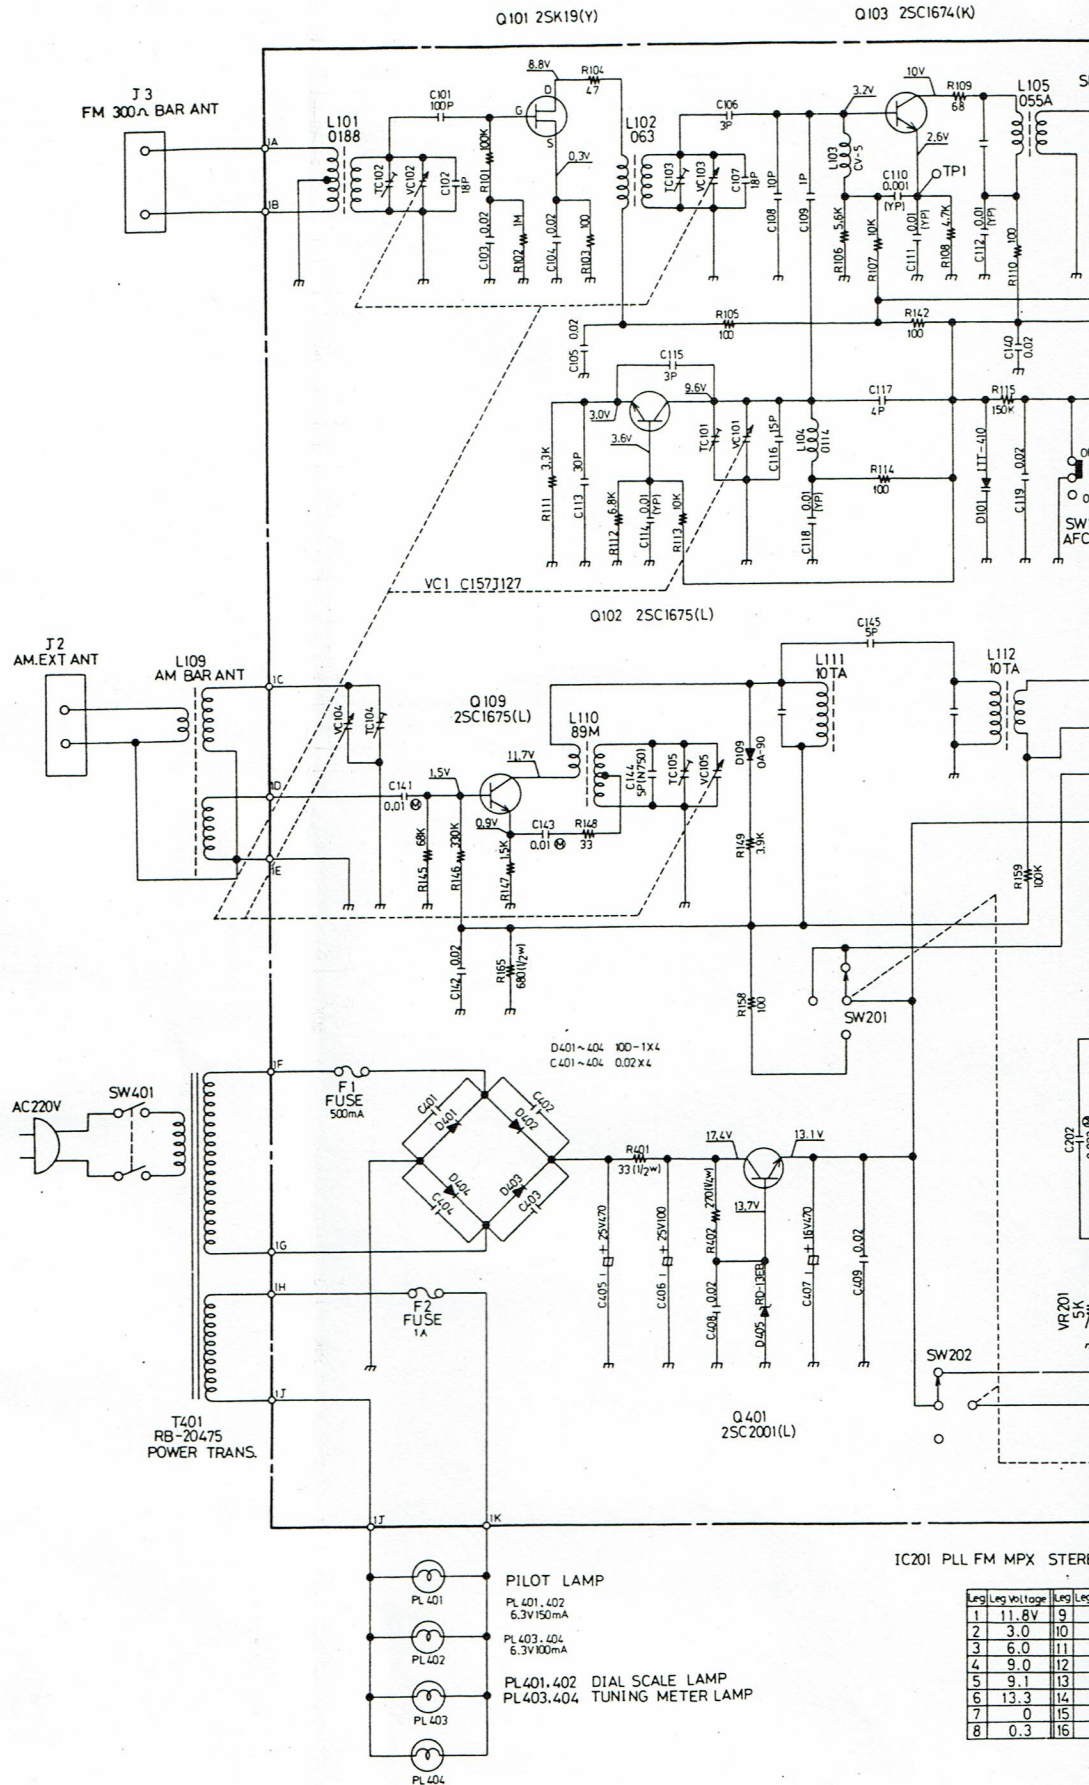 Q101 2SK19(Y)
Q103 2SC1674(K)
J3
FM 300Ω BAR ANT
1A
1B
L101
0188
TC102
VC102
C102
18P
C101
100P
R101
100K
C103
0.02
R102
1M
8.8V
D
G
S
R104
47
0.3V
C104
0.02
R103
100
L102
063
TC103
VC103
C106
3P
C107
18P
C108
10P
C109
1P
3.2V
L103
CV-5
10V
R109
68
2.6V
C110
0.001
(YP)
TP1
R106
5.6K
R107
10K
C111
0.01
(YP)
R108
4.7K
C112
0.01
(YP)
R110
100
L105
055A
R105
100
R142
100
C105
0.02
C140
0.02
C115
3P
9.6V
3.0V
3.6V
R111
3.3K
C113
30P
R112
6.8K
C114
0.01
(YP)
R113
10K
TC101
VC101
C116
15P
L104
0114
C118
0.01
(YP)
C117
4P
R114
100
R115
150K
D101
ITT-410
C119
0.02
SW
AFC
VC1 C157J127
Q102 2SC1675(L)
J2
AM.EXT ANT
L109
AM BAR ANT
1C
1D
1E
VC104
TC104
Q109
2SC1675(L)
11.7V
1.5V
0.9V
C141
0.01 Ⓜ
R145
68K
R146
330K
R147
1.5K
C143
0.01 Ⓜ
R148
33
L110
89M
C144
5P(N750)
TC105
VC105
D109
OA-90
R149
3.9K
L111
10TA
C145
5P
L112
10TA
R159
100K
C142
0.02
R165
680(1/2W)
R158
100
SW201
D401~404 10D-1X4
C401~404 0.02X4
AC220V
SW401
1F
F1
FUSE
500mA
C401
D401
C402
D402
D404
C404
D403
C403
1G
1H
F2
FUSE
1A
1J
T401
RB-20475
POWER TRANS.
R401
33(1/2W)
17.4V
13.1V
13.7V
C405
+ 25V470
C406
+ 25V100
R402
270(1/4W)
C408
0.02
D405
RD-13EB
C407
+ 16V470
C409
0.02
Q401
2SC2001(L)
C202
VR201
5K
SW202
1J
1K
PL401
PILOT LAMP
PL401.402
6.3V150mA
PL402
PL403.404
6.3V100mA
PL403
PL401.402 DIAL SCALE LAMP
PL403.404 TUNING METER LAMP
PL404
IC201 PLL FM MPX STERE
Leg Leg voltage Leg Leg
1 11.8V 9
2 3.0 10
3 6.0 11
4 9.0 12
5 9.1 13
6 13.3 14
7 0 15
8 0.3 16